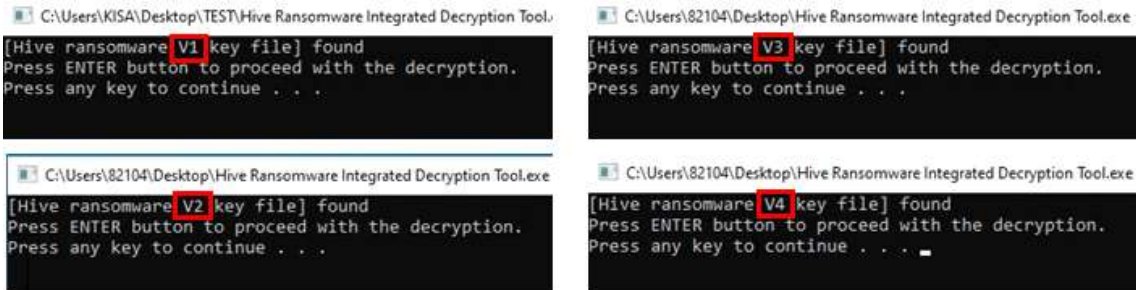 C:\Users\KISA\Desktop\TEST\Hive Ransomware Integrated Decryption Tool.
[Hive ransomware V1 key file] found
Press ENTER button to proceed with the decryption.
Press any key to continue . . .
C:\Users\82104\Desktop\Hive Ransomware Integrated Decryption Tool.exe
[Hive ransomware V3 key file] found
Press ENTER button to proceed with the decryption.
Press any key to continue . . .
C:\Users\82104\Desktop\Hive Ransomware Integrated Decryption Tool.exe
[Hive ransomware V2 key file] found
Press ENTER button to proceed with the decryption.
Press any key to continue . . .
C:\Users\82104\Desktop\Hive Ransomware Integrated Decryption Tool.exe
[Hive ransomware V4 key file] found
Press ENTER button to proceed with the decryption.
Press any key to continue . . .